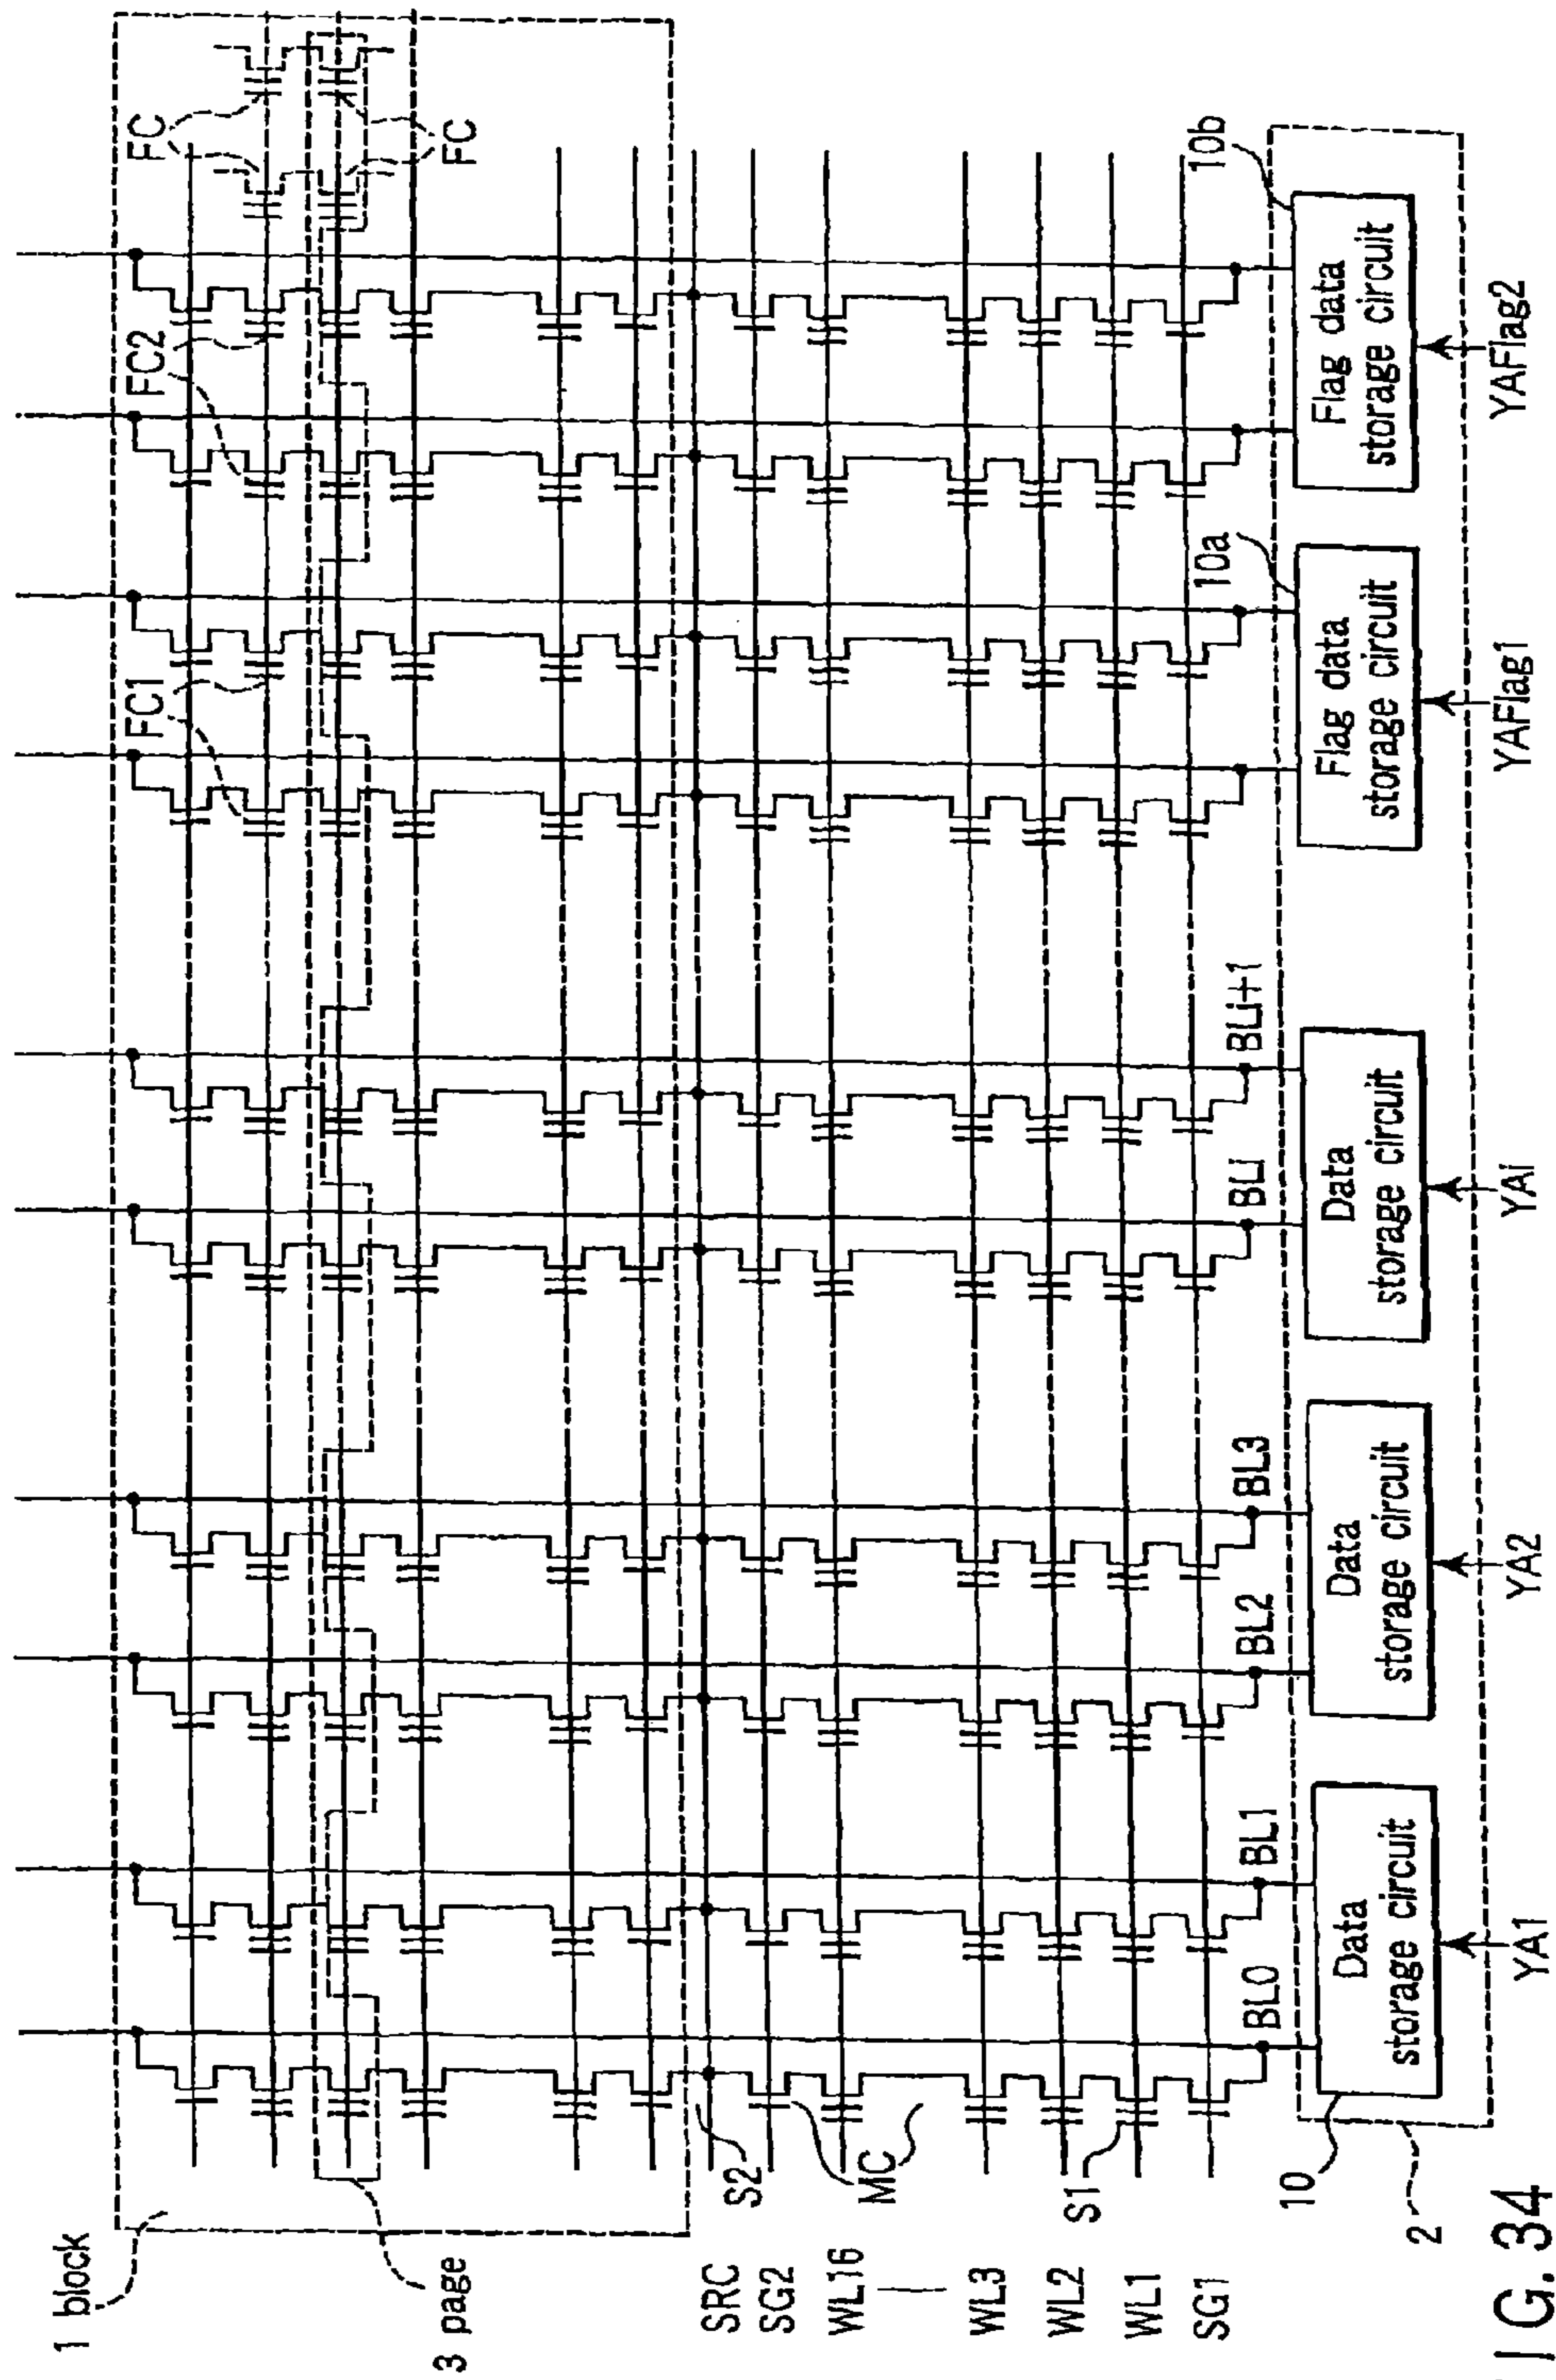 1 block
3 page
FC1
FC2
FC
FC
SRC
SG2
WL16
WL3
WL2
WL1
SG1
S2
MC
S1
10
2
BL0
BL1
BL2
BL3
BLi
BLi+1
10a
10b
Data
storage circuit
Data
storage circuit
Data
storage circuit
Flag data
storage circuit
Flag data
storage circuit
YA1
YA2
YAi
YAFlag1
YAFlag2
I G. 34